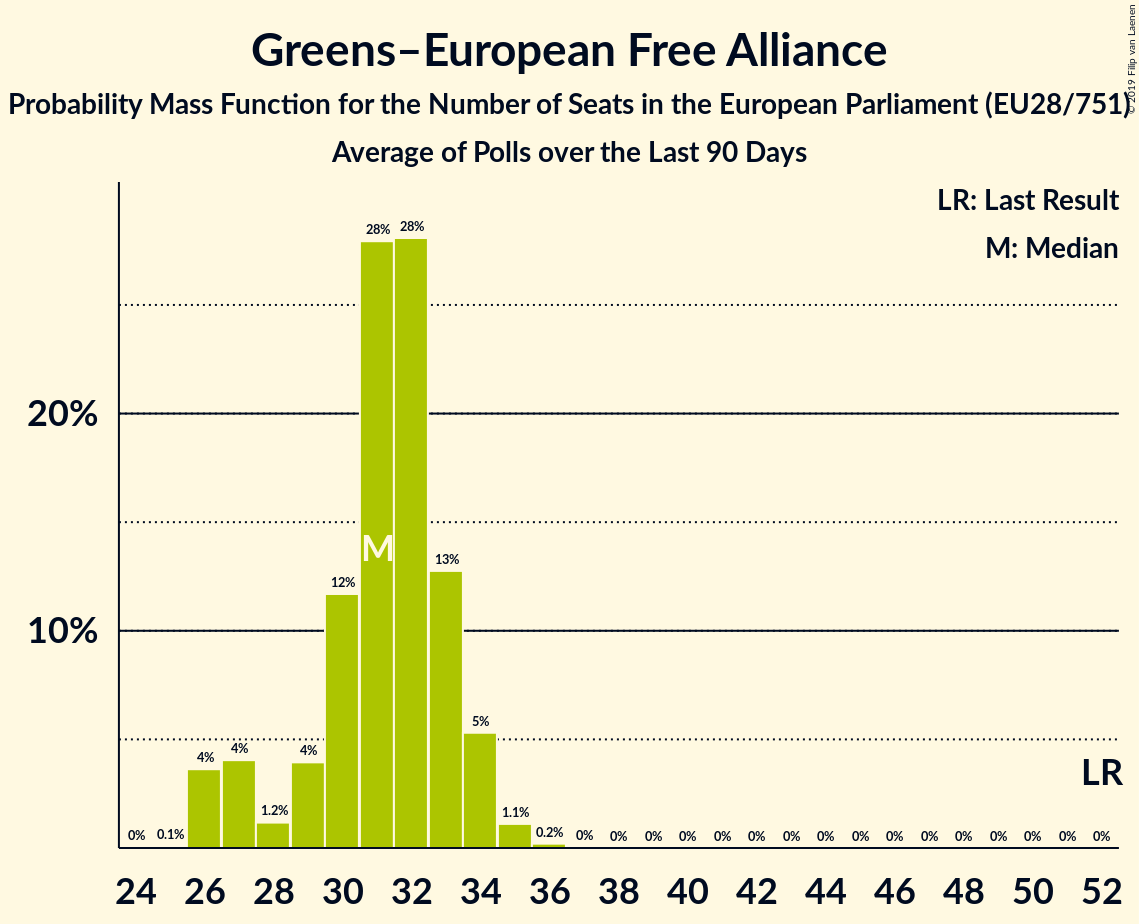 Greens–European Free Alliance
Probability Mass Function for the Number of Seats in the European Parliament (EU28/751)
Average of Polls over the Last 90 Days
© 2019 Filip van Laenen
LR: Last Result
M: Median
20%
10%
0% 0.1% 4% 4% 1.2% 4% 12% 28% 28% 13% 5% 1.1% 0.2% 0% 0% 0% 0% 0% 0% 0% 0% 0% 0% 0% 0% 0% 0% 0% 0%
M
LR
24 26 28 30 32 34 36 38 40 42 44 46 48 50 52